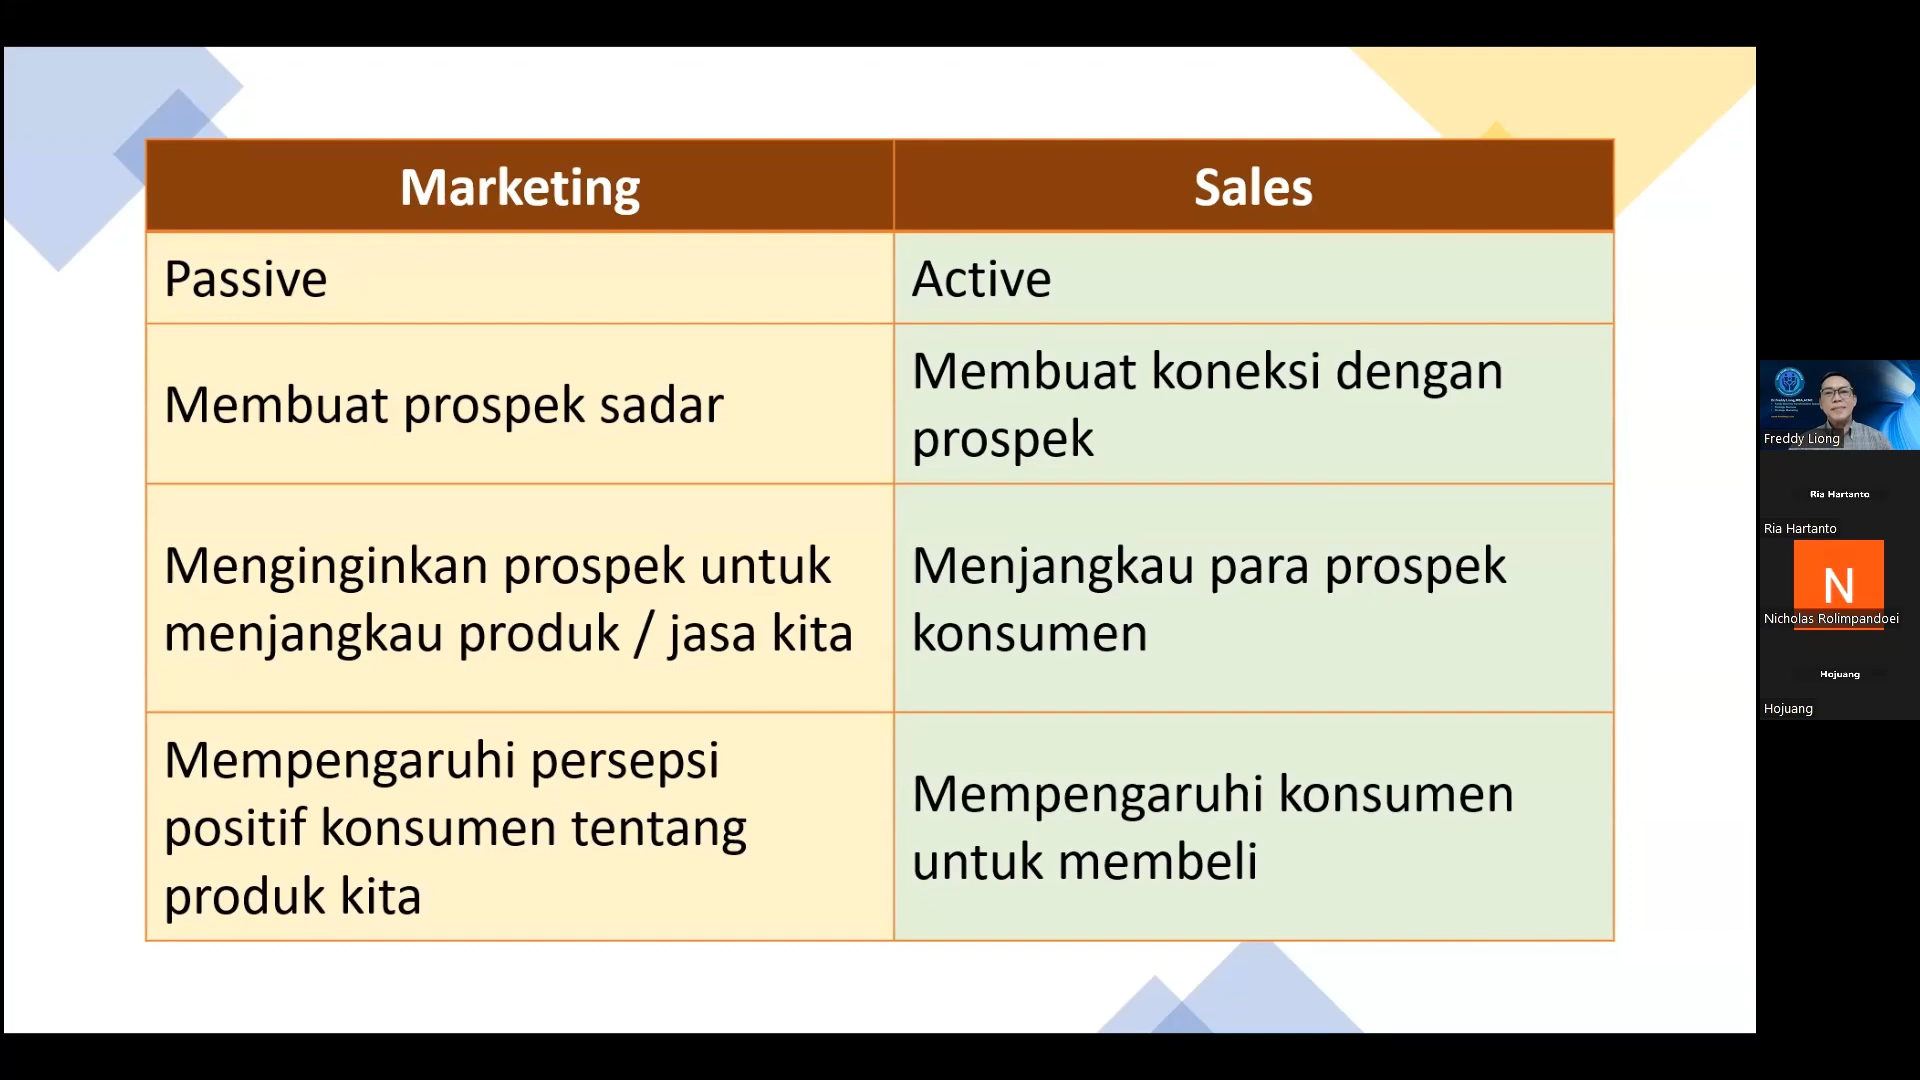 Marketing
Sales
Passive
Active
Membuat prospek sadar
Membuat koneksi dengan
prospek
Menginginkan prospek untuk
menjangkau produk / jasa kita
Menjangkau para prospek
konsumen
Mempengaruhi persepsi
positif konsumen tentang
produk kita
Mempengaruhi konsumen
untuk membeli
Freddy Liong
Ria Hartanto
Ria Hartanto
N
Nicholas Rolimpandoei
Hojuang
Hojuang